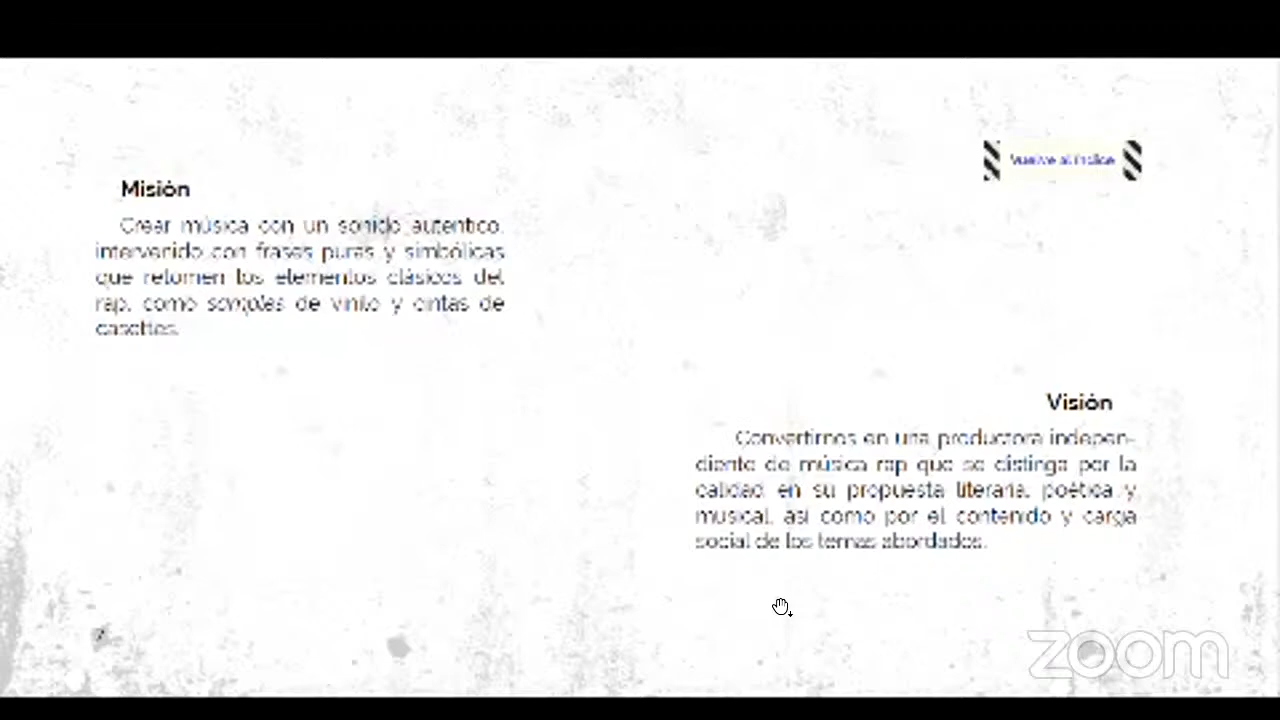 Misión
Crear música con un sonido autentico,
intervenido con frases puras y simbólicas
que retomen los elementos clásicos del
rap, como samples de vinilo y cintas de
casettes.
7
Vuelve al índice
Visión
Convertirnos en una productora indepen-
diente de música rap que se distinga por la
calidad en su propuesta literaria, poética y
musical, así como por el contenido y carga
social de los temas abordados.
zoom